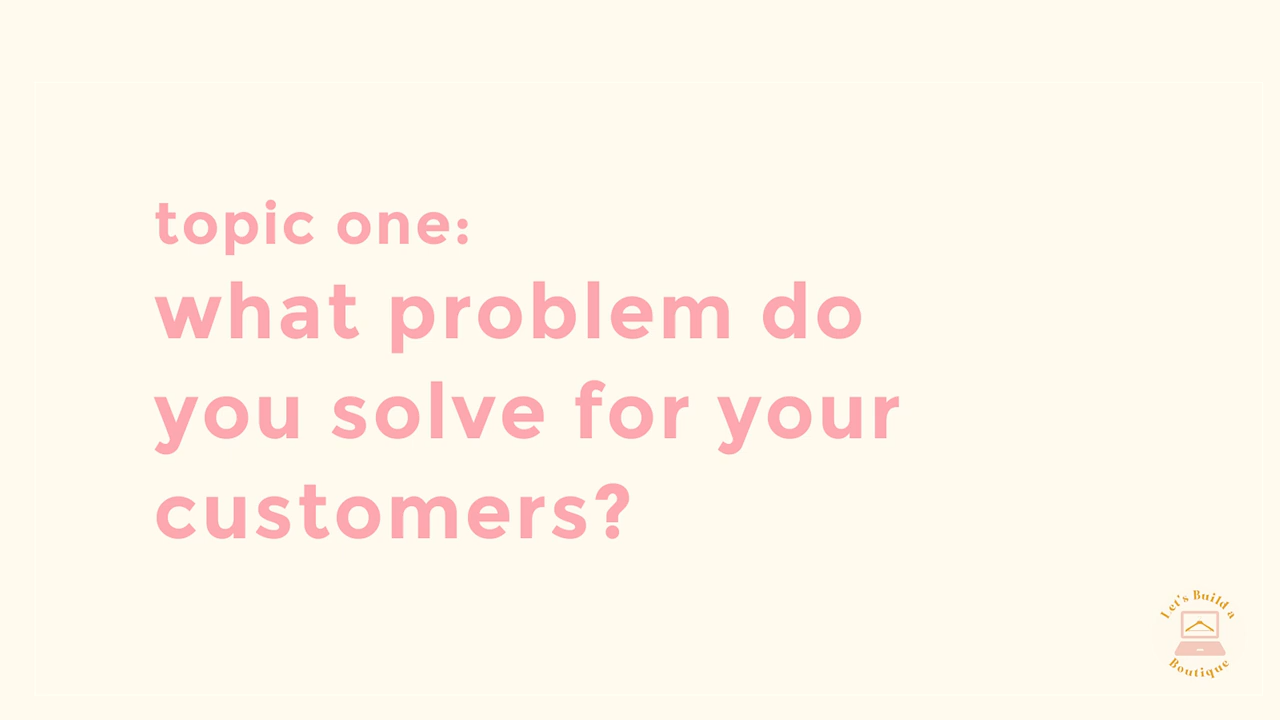 topic one:
what problem do
you solve for your
customers?
Let's Build a
Boutique